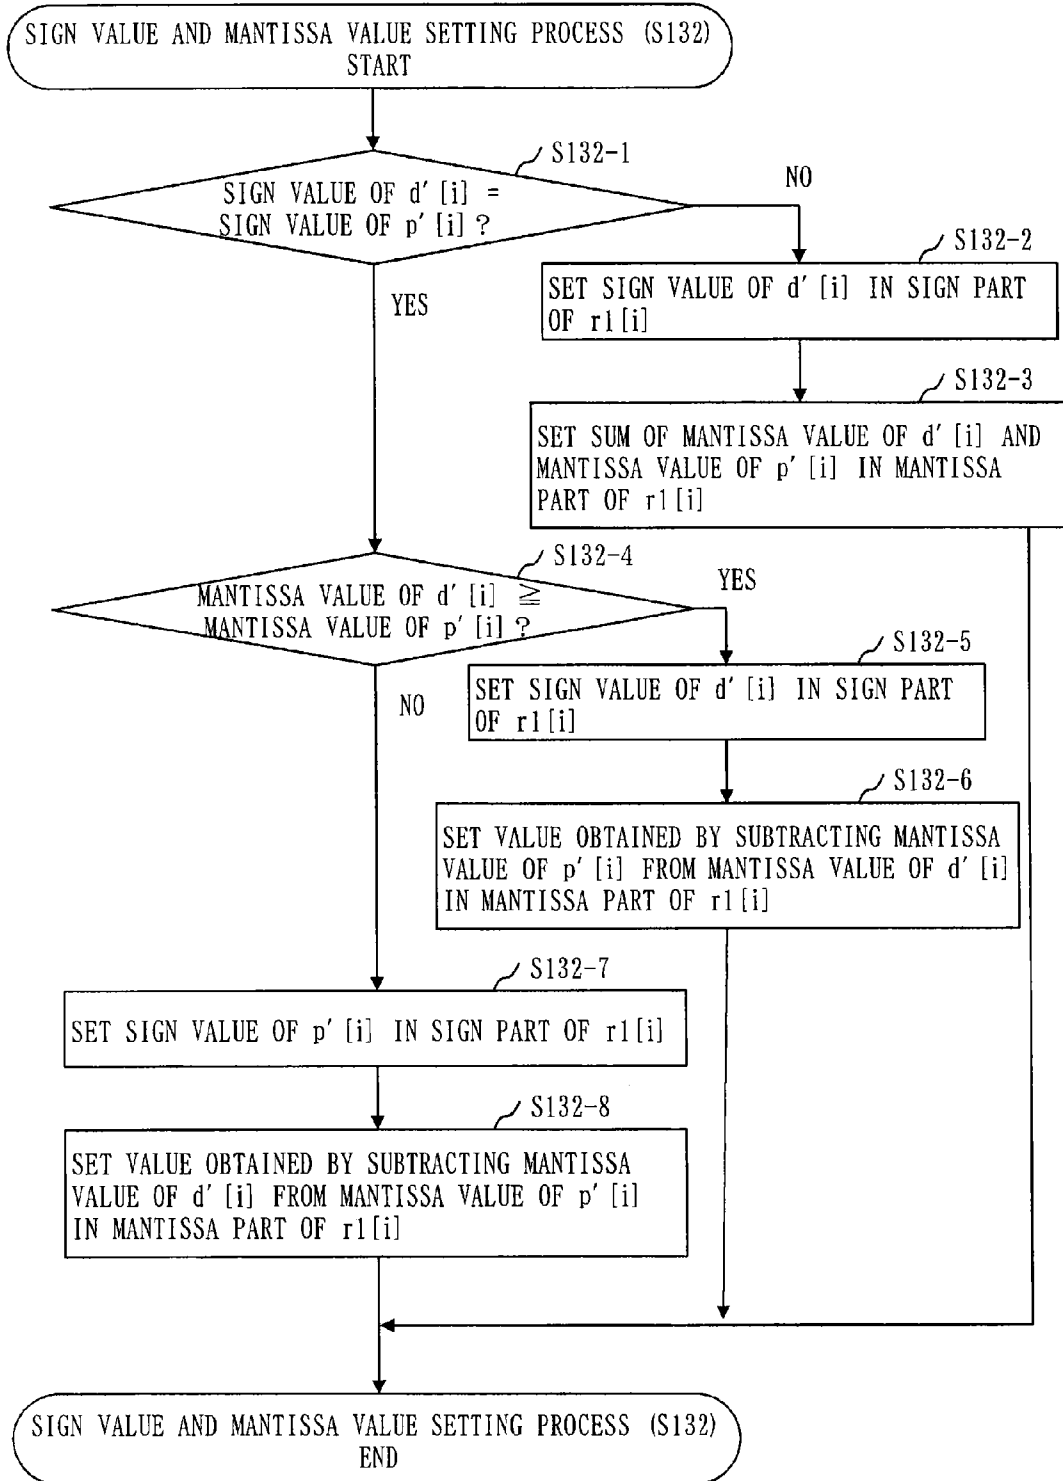 SIGN VALUE AND MANTISSA VALUE SETTING PROCESS (S132)
START
S132-1
SIGN VALUE OF d'[i] =
SIGN VALUE OF p'[i]?
NO
YES
S132-2
SET SIGN VALUE OF d'[i] IN SIGN PART
OF r1[i]
S132-3
SET SUM OF MANTISSA VALUE OF d'[i] AND
MANTISSA VALUE OF p'[i] IN MANTISSA
PART OF r1[i]
S132-4
MANTISSA VALUE OF d'[i] ≧
MANTISSA VALUE OF p'[i]?
YES
NO
S132-5
SET SIGN VALUE OF d'[i] IN SIGN PART
OF r1[i]
S132-6
SET VALUE OBTAINED BY SUBTRACTING MANTISSA
VALUE OF p'[i] FROM MANTISSA VALUE OF d'[i]
IN MANTISSA PART OF r1[i]
S132-7
SET SIGN VALUE OF p'[i] IN SIGN PART OF r1[i]
S132-8
SET VALUE OBTAINED BY SUBTRACTING MANTISSA
VALUE OF d'[i] FROM MANTISSA VALUE OF p'[i]
IN MANTISSA PART OF r1[i]
SIGN VALUE AND MANTISSA VALUE SETTING PROCESS (S132)
END